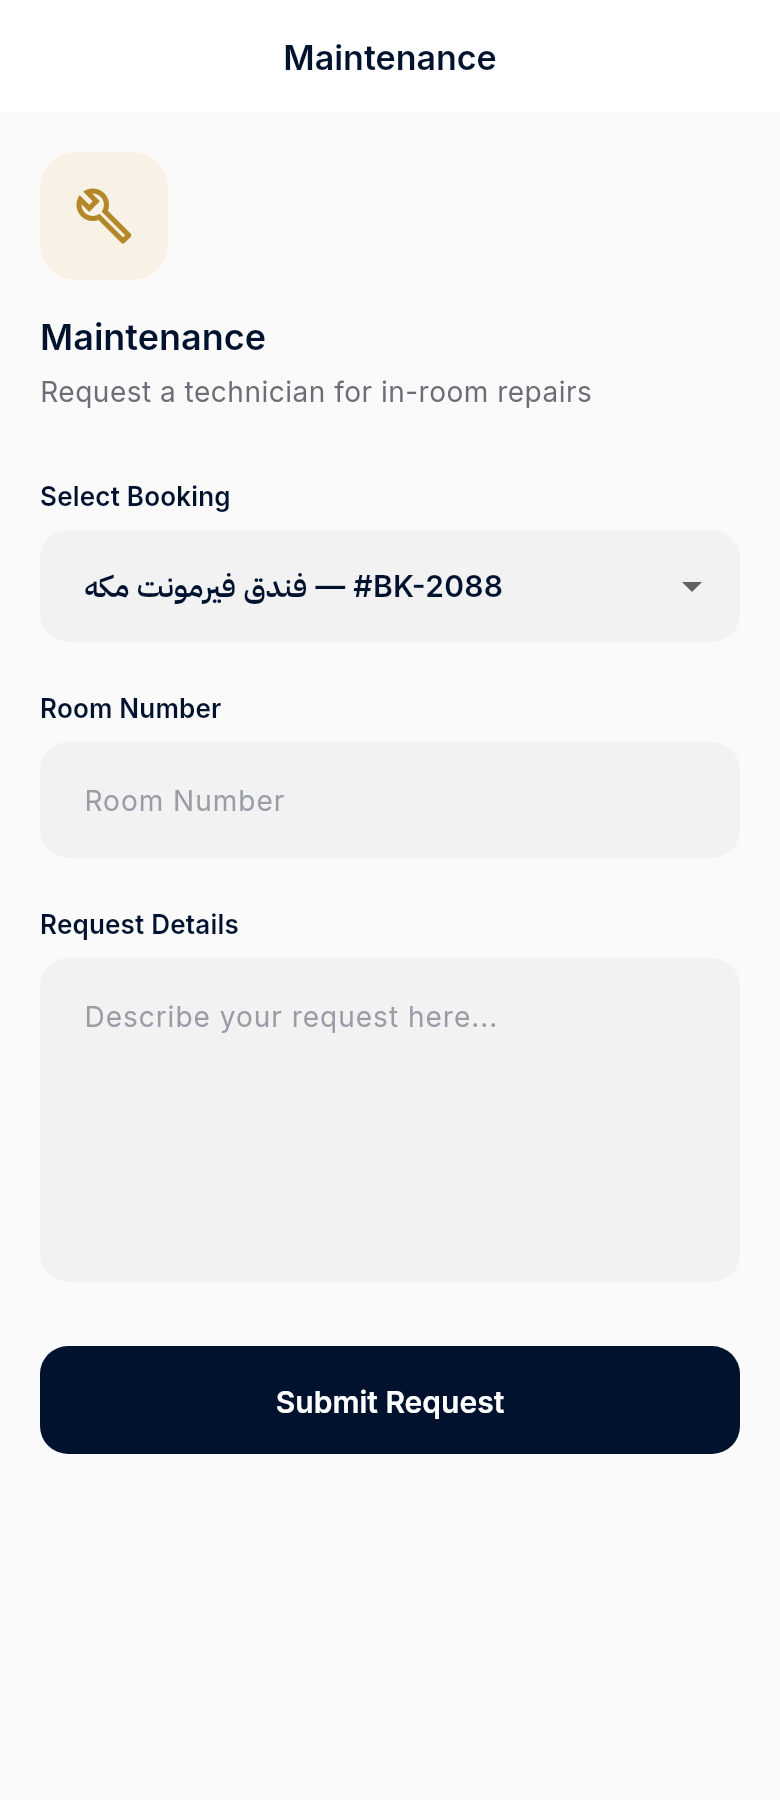 Maintenance
Maintenance
Request a technician for in-room repairs
Select Booking
فندق فيرمونت مكه — #BK-2088
Room Number
Room Number
Request Details
Describe your request here...
Submit Request